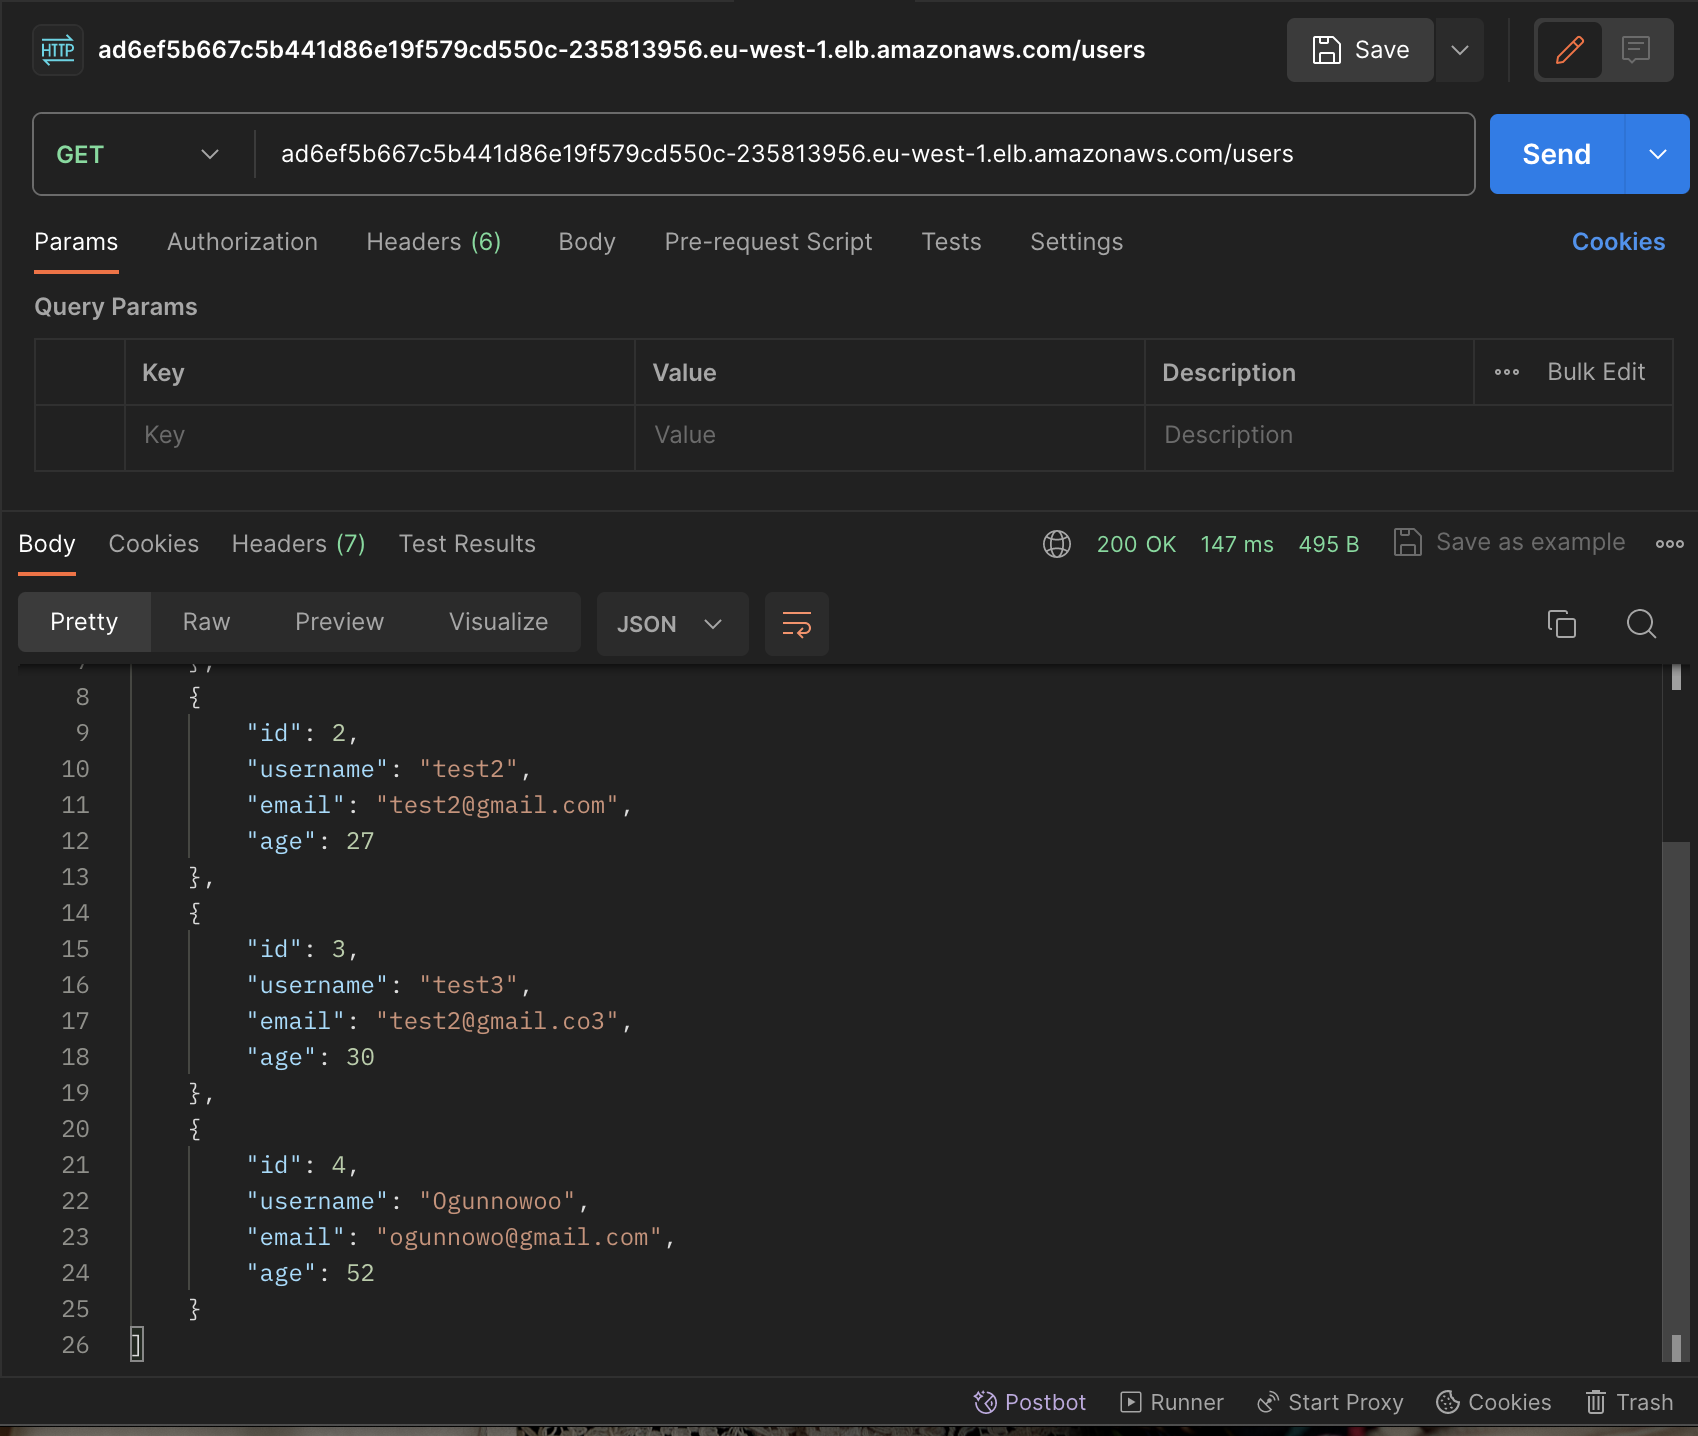 HTTP ad6ef5b667c5b441d86e19f579cd550c-235813956.eu-west-1.elb.amazonaws.com/users Save
GET ad6ef5b667c5b441d86e19f579cd550c-235813956.eu-west-1.elb.amazonaws.com/users Send
Params Authorization Headers (6) Body Pre-request Script Tests Settings Cookies
Query Params
Key Value Description Bulk Edit
Key Value Description
Body Cookies Headers (7) Test Results 200 OK 147 ms 495 B Save as example
Pretty Raw Preview Visualize JSON
7 },
8 {
9 "id": 2,
10 "username": "test2",
11 "email": "test2@gmail.com",
12 "age": 27
13 },
14 {
15 "id": 3,
16 "username": "test3",
17 "email": "test2@gmail.co3",
18 "age": 30
19 },
20 {
21 "id": 4,
22 "username": "Ogunnowoo",
23 "email": "ogunnowo@gmail.com",
24 "age": 52
25 }
26 ]
Postbot Runner Start Proxy Cookies Trash